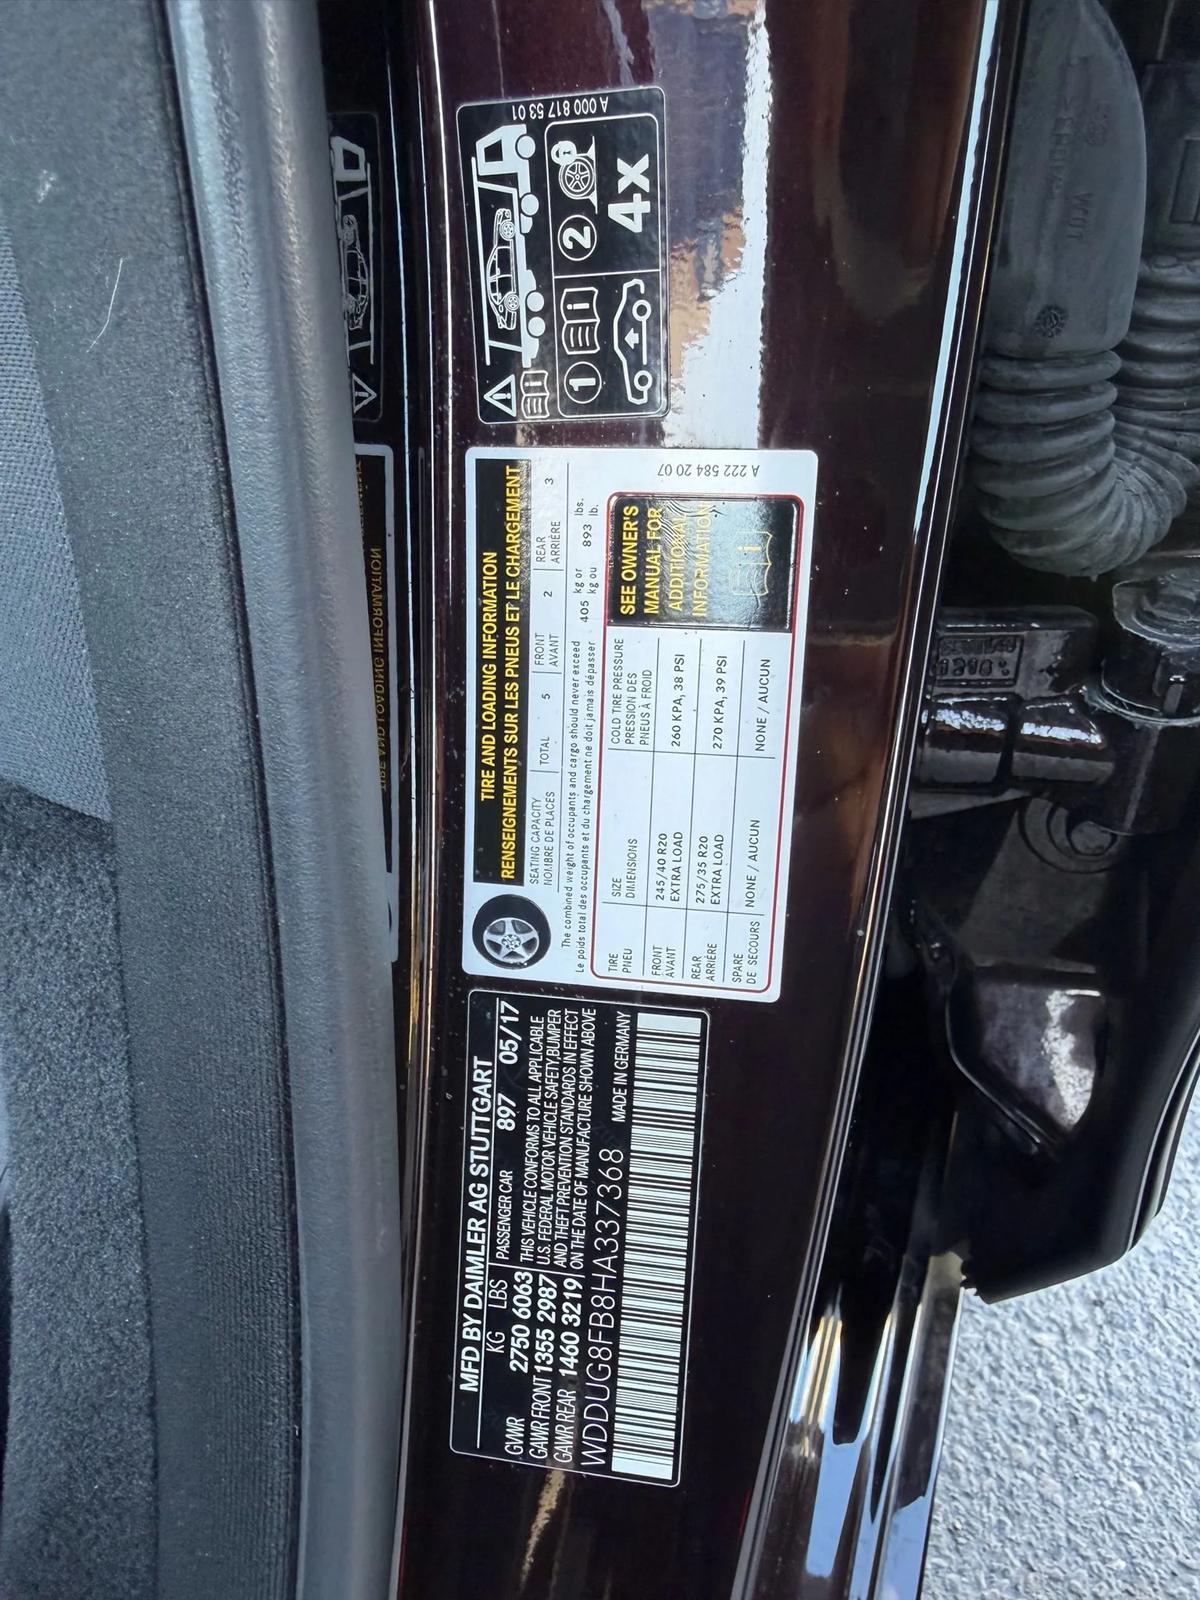 A 000 817 53 01
1
2
4x
TIRE AND LOADING INFORMATION
RENSEIGNEMENTS SUR LES PNEUS ET LE CHARGEMENT
SEATING CAPACITY TOTAL 5 FRONT 2 REAR 3
NOMBRE DE PLACES AVANT ARRIÈRE
The combined weight of occupants and cargo should never exceed 405 kg or 893 lbs.
Le poids total des occupants et du chargement ne doit jamais dépasser kg ou lb.
TIRE SIZE COLD TIRE PRESSURE
PNEU DIMENSIONS PRESSION DES
PNEUS À FROID
FRONT 245/40 R20 260 KPA, 38 PSI
AVANT EXTRA LOAD
REAR 275/35 R20 270 KPA, 39 PSI
ARRIÈRE EXTRA LOAD
SPARE NONE / AUCUN NONE / AUCUN
DE SECOURS
SEE OWNER'S
MANUAL FOR
ADDITIONAL
INFORMATION
A 222 584 20 07
MFD BY DAIMLER AG STUTTGART
KG LBS PASSENGER CAR 897 05/17
GVWR 2750 6063 THIS VEHICLE CONFORMS TO ALL APPLICABLE
GAWR FRONT 1355 2987 U.S. FEDERAL MOTOR VEHICLE SAFETY,BUMPER
GAWR REAR 1460 3219 AND THEFT PREVENTION STANDARDS IN EFFECT
ON THE DATE OF MANUFACTURE SHOWN ABOVE
WDDUG8FB8HA337368 MADE IN GERMANY